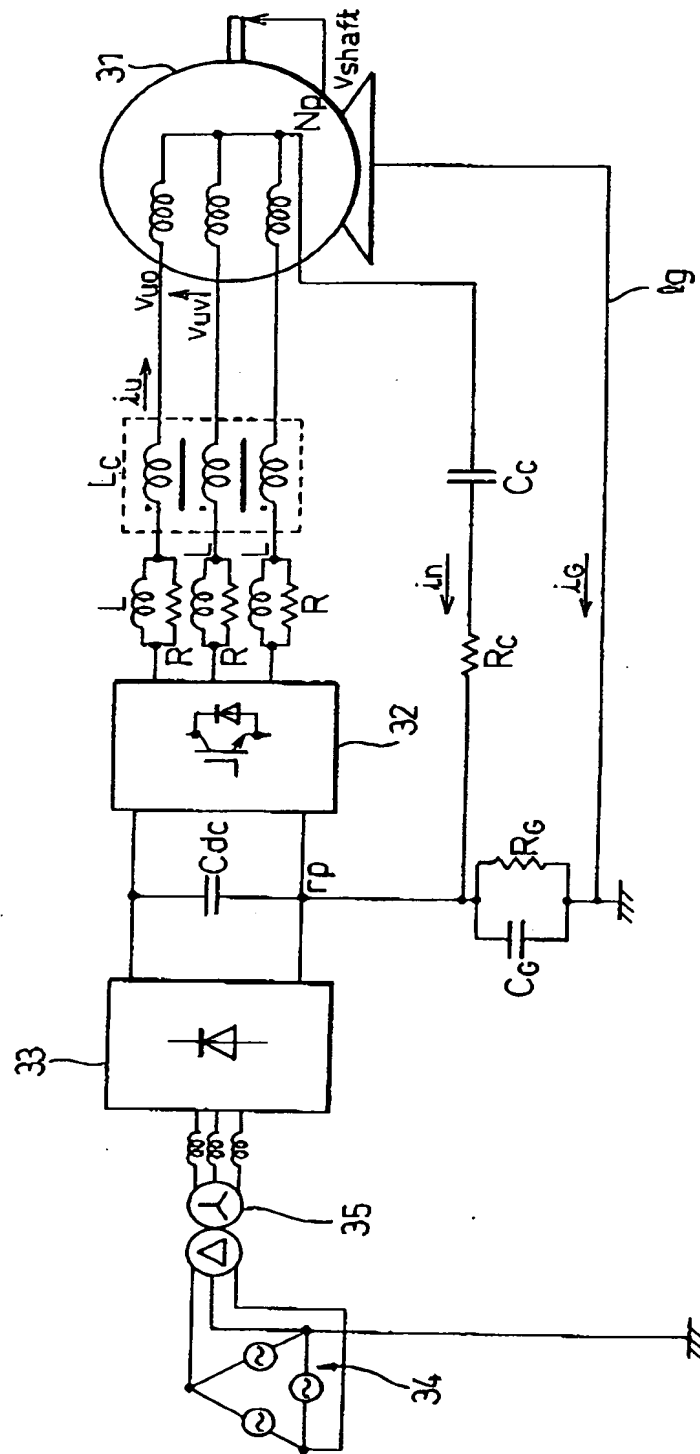 31
Vshaft
Np
Vuo
Vuvl
iu
Lc
L
L
L
R
R
R
32
Cdc
rp
33
35
34
in
Cc
Rc
iG
ℓg
CG
RG